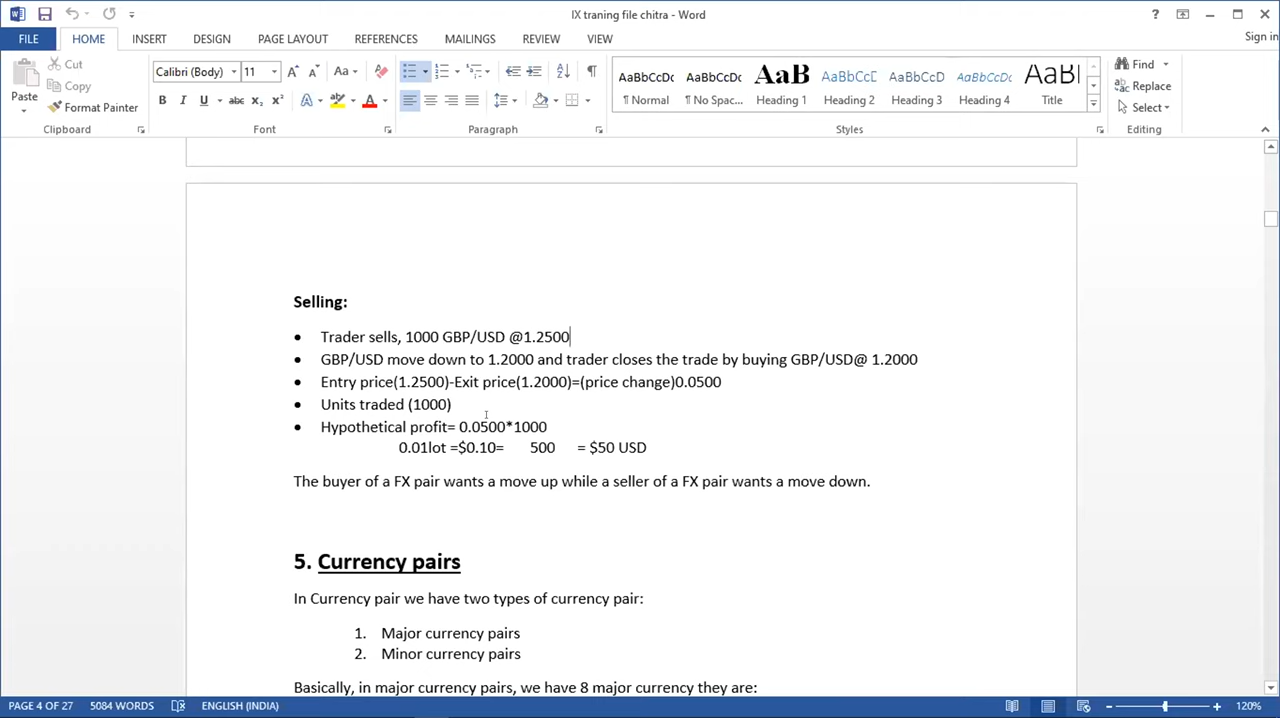 IX traning file chitra - Word
Sign in
FILE HOME INSERT DESIGN PAGE LAYOUT REFERENCES MAILINGS REVIEW VIEW
Paste
Cut
Copy
Format Painter
Clipboard
Calibri (Body) 11
Font
Paragraph
AaBbCcDc AaBbCcDc AaB AaBbCcD AaBbCcDc AaBbCcDc AaB
¶ Normal ¶ No Spac... Heading 1 Heading 2 Heading 3 Heading 4 Title
Styles
Find
Replace
Select
Editing
Selling:
• Trader sells, 1000 GBP/USD @1.2500
• GBP/USD move down to 1.2000 and trader closes the trade by buying GBP/USD@ 1.2000
• Entry price(1.2500)-Exit price(1.2000)=(price change)0.0500
• Units traded (1000)
• Hypothetical profit= 0.0500*1000
0.01lot =$0.10= 500 = $50 USD
The buyer of a FX pair wants a move up while a seller of a FX pair wants a move down.
5. Currency pairs
In Currency pair we have two types of currency pair:
1. Major currency pairs
2. Minor currency pairs
Basically, in major currency pairs, we have 8 major currency they are:
PAGE 4 OF 27 5084 WORDS ENGLISH (INDIA) 120%